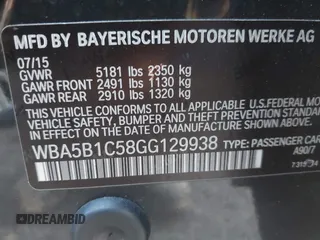 MFD BY BAYERISCHE MOTOREN WERKE AG
07/15
GVWR 5181 lbs 2350 kg
GAWR FRONT 2491 lbs 1130 kg
GAWR REAR 2910 lbs 1320 kg
THIS VEHICLE CONFORMS TO ALL APPLICABLE U.S. FEDERAL MOTOR
SAFETY, BUMPER, AND THEFT PREVENTION STANDARDS
IN EFFECT ON THE DATE OF MANUFACTURE SHOWN
WBA5B1C58GG129938 TYPE: PASSENGER CAR
A90/7
DREAMBID